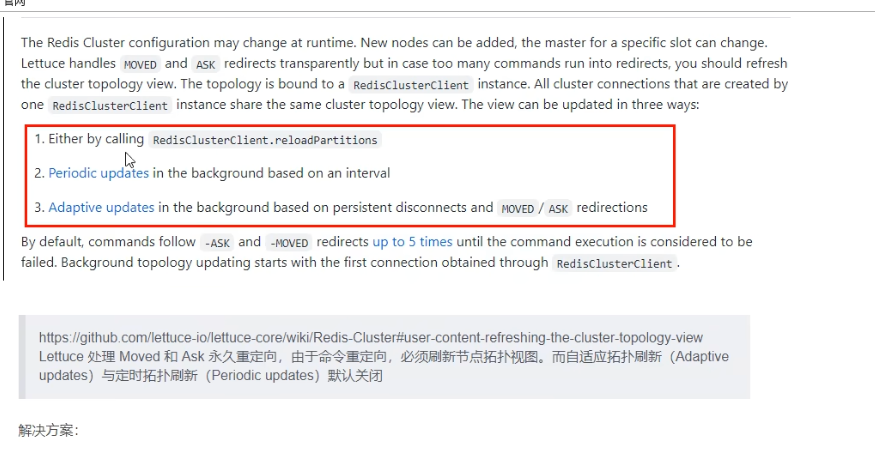 官网
The Redis Cluster configuration may change at runtime. New nodes can be added, the master for a specific slot can change.
Lettuce handles MOVED and ASK redirects transparently but in case too many commands run into redirects, you should refresh
the cluster topology view. The topology is bound to a RedisClusterClient instance. All cluster connections that are created by
one RedisClusterClient instance share the same cluster topology view. The view can be updated in three ways:
1. Either by calling RedisClusterClient.reloadPartitions
2. Periodic updates in the background based on an interval
3. Adaptive updates in the background based on persistent disconnects and MOVED / ASK redirections
By default, commands follow -ASK and -MOVED redirects up to 5 times until the command execution is considered to be
failed. Background topology updating starts with the first connection obtained through RedisClusterClient.
https://github.com/lettuce-io/lettuce-core/wiki/Redis-Cluster#user-content-refreshing-the-cluster-topology-view
Lettuce 处理 Moved 和 Ask 永久重定向，由于命令重定向，必须刷新节点拓扑视图。而自适应拓扑刷新（Adaptive
updates）与定时拓扑刷新（Periodic updates）默认关闭
解决方案：